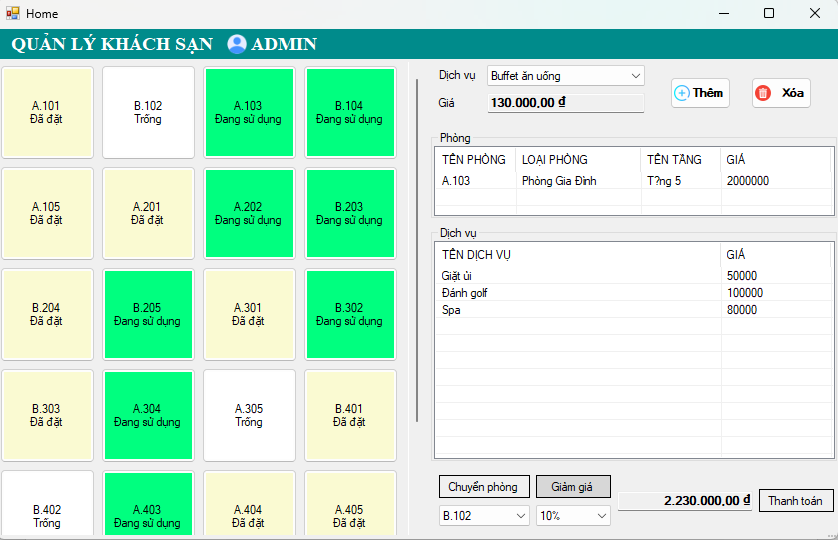 Home
QUẢN LÝ KHÁCH SẠN ADMIN
A.101
Đã đặt
B.102
Trống
A.103
Đang sử dụng
B.104
Đang sử dụng
A.105
Đã đặt
A.201
Đã đặt
A.202
Đang sử dụng
B.203
Đang sử dụng
B.204
Đã đặt
B.205
Đang sử dụng
A.301
Đã đặt
B.302
Đang sử dụng
B.303
Đã đặt
A.304
Đang sử dụng
A.305
Trống
B.401
Đã đặt
B.402
Trống
A.403
Đang sử dụng
A.404
Đã đặt
A.405
Đã đặt
Dịch vụ Buffet ăn uống
Giá 130.000,00 ₫
Thêm
Xóa
Phòng
TÊN PHÒNG LOẠI PHÒNG TÊN TẦNG GIÁ
A.103 Phòng Gia Đình T?ng 5 2000000
Dịch vụ
TÊN DỊCH VỤ GIÁ
Giặt ủi 50000
Đánh golf 100000
Spa 80000
Chuyển phòng Giảm giá
B.102 10%
2.230.000,00 ₫ Thanh toán